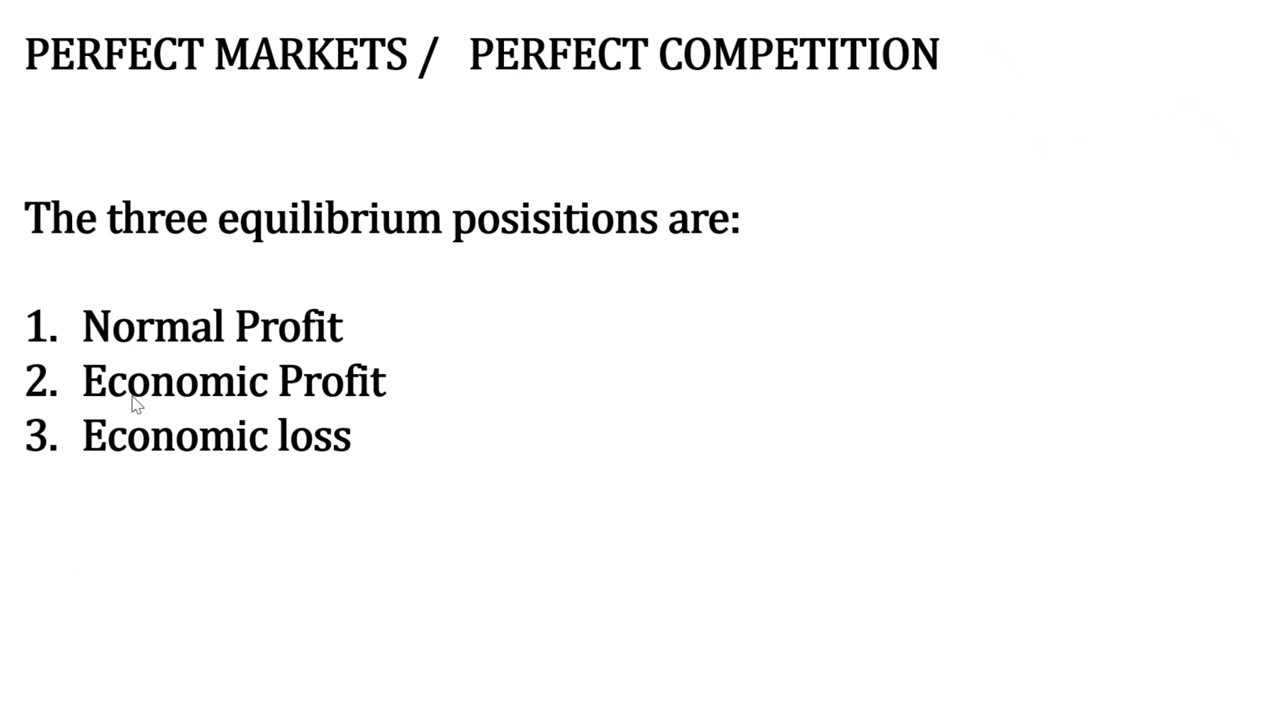 PERFECT MARKETS / PERFECT COMPETITION
The three equilibrium posisitions are:
1. Normal Profit
2. Economic Profit
3. Economic loss